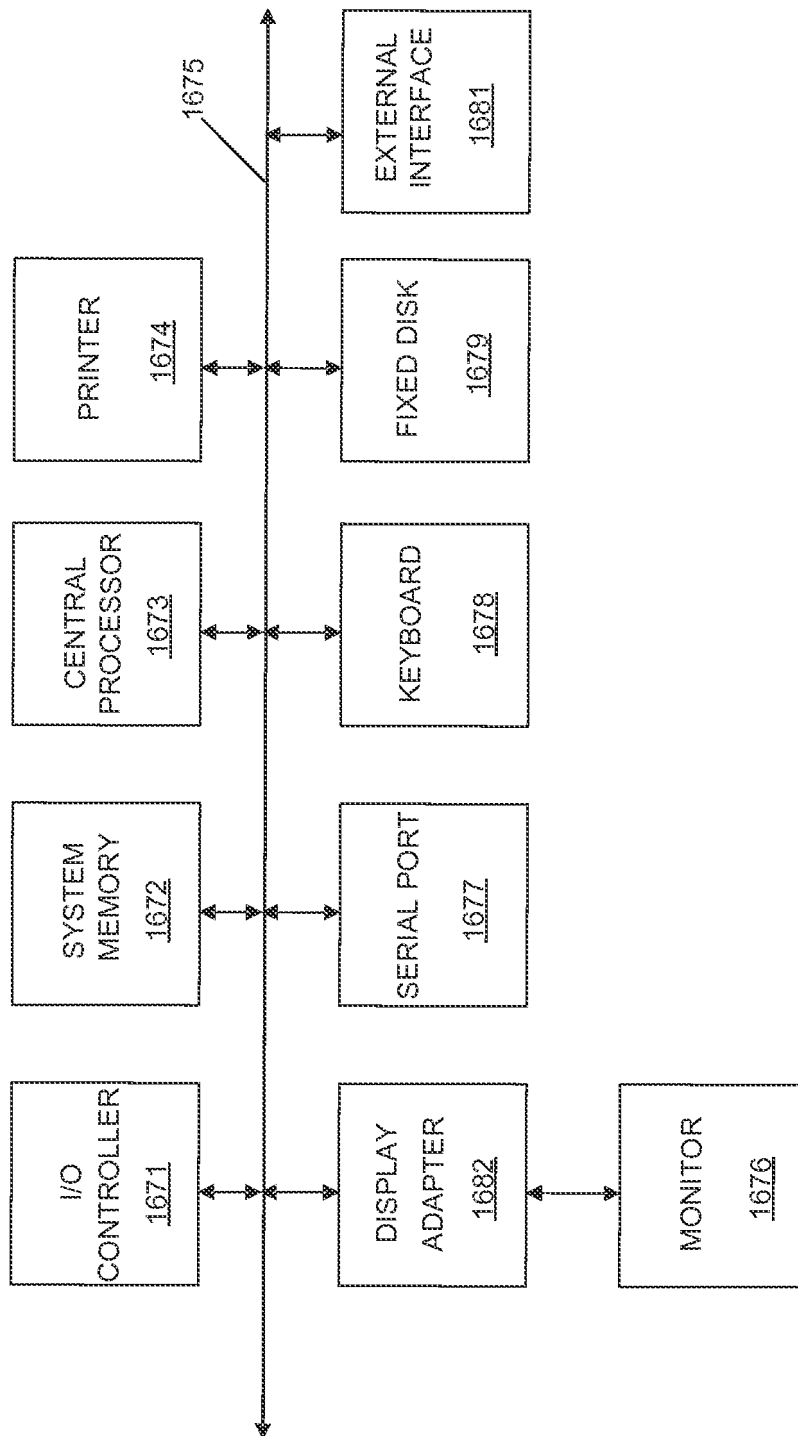 I/O
CONTROLLER
1671
SYSTEM
MEMORY
1672
CENTRAL
PROCESSOR
1673
PRINTER
1674
1675
DISPLAY
ADAPTER
1682
SERIAL PORT
1677
KEYBOARD
1678
FIXED DISK
1679
EXTERNAL
INTERFACE
1681
MONITOR
1676